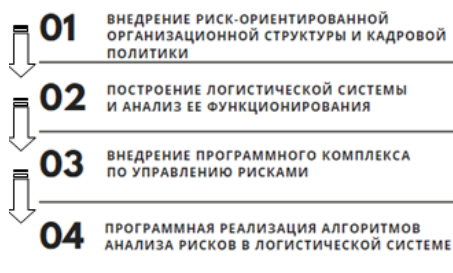 01
ВНЕДРЕНИЕ РИСК-ОРИЕНТИРОВАННОЙ
ОРГАНИЗАЦИОННОЙ СТРУКТУРЫ И КАДРОВОЙ
ПОЛИТИКИ
02
ПОСТРОЕНИЕ ЛОГИСТИЧЕСКОЙ СИСТЕМЫ
И АНАЛИЗ ЕЕ ФУНКЦИОНИРОВАНИЯ
03
ВНЕДРЕНИЕ ПРОГРАММНОГО КОМПЛЕКСА
ПО УПРАВЛЕНИЮ РИСКАМИ
04
ПРОГРАММНАЯ РЕАЛИЗАЦИЯ АЛГОРИТМОВ
АНАЛИЗА РИСКОВ В ЛОГИСТИЧЕСКОЙ СИСТЕМЕ